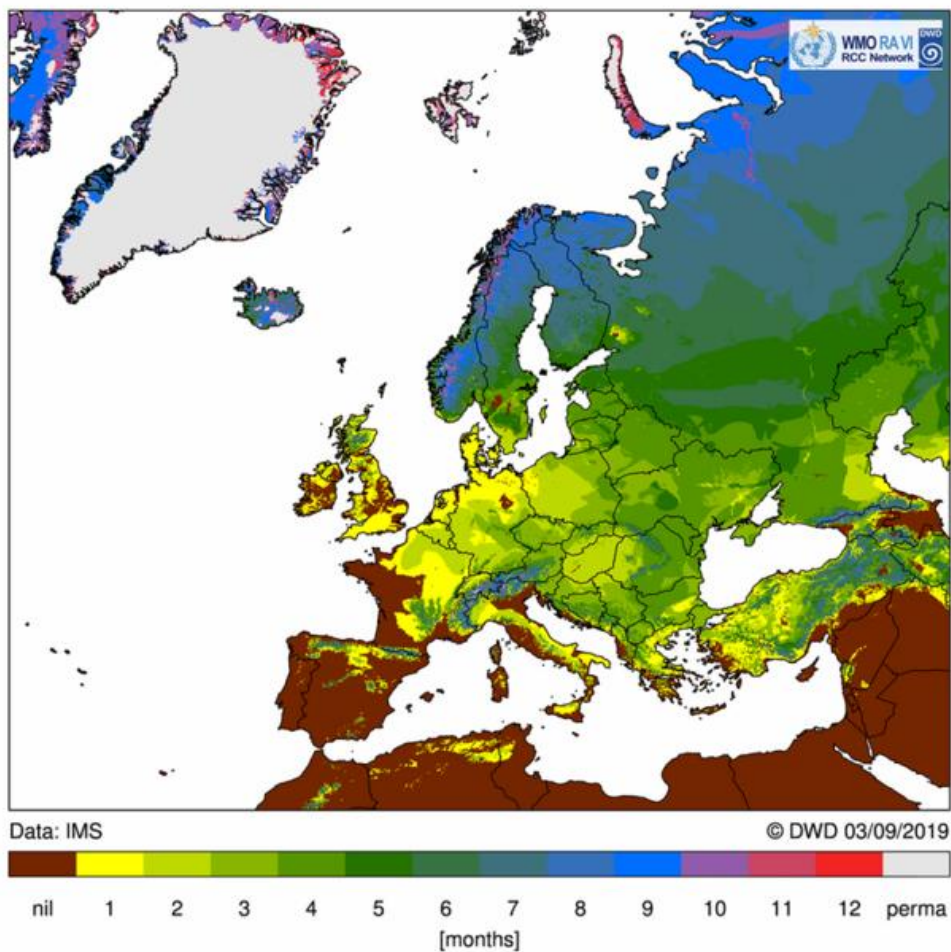 WMO RA VI
RCC Network
DWD
Data: IMS
© DWD 03/09/2019
nil 1 2 3 4 5 6 7 8 9 10 11 12 perma
[months]